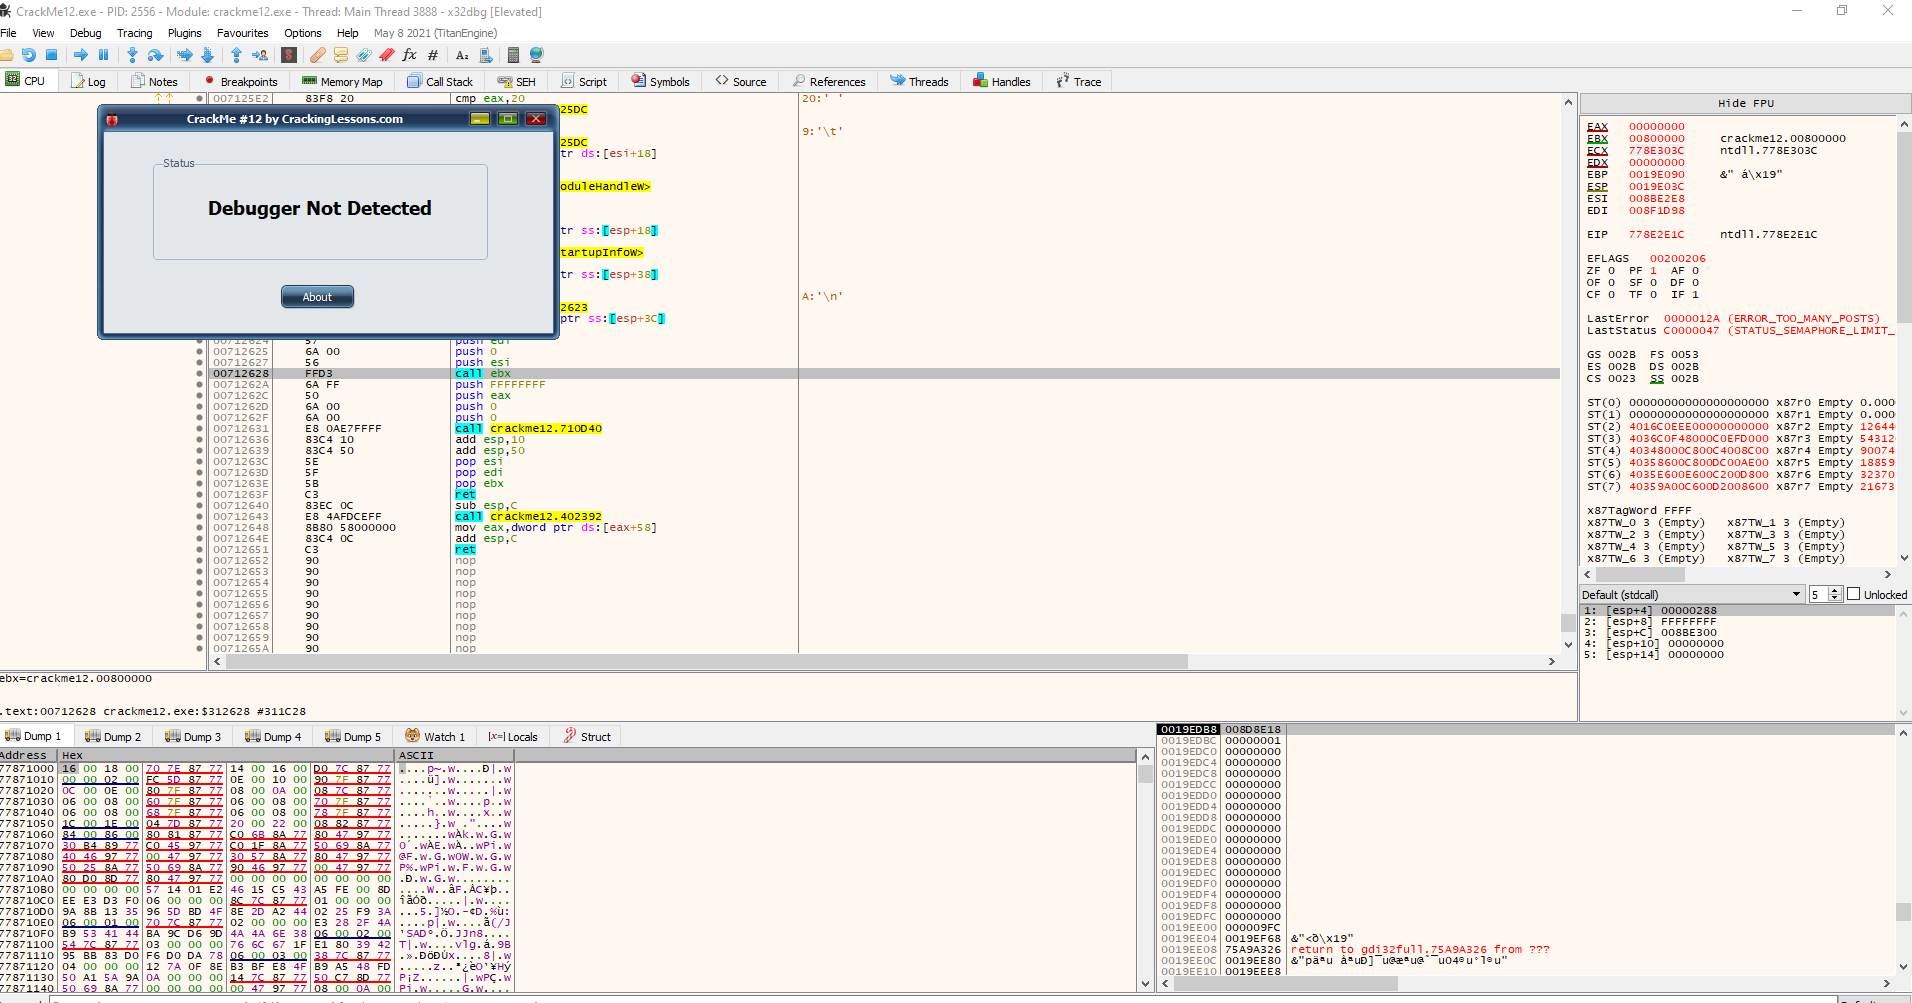 CrackMe12.exe - PID: 2556 - Module: crackme12.exe - Thread: Main Thread 3888 - x32dbg [Elevated]
File View Debug Tracing Plugins Favourites Options Help May 8 2021 (TitanEngine)
CPU Log Notes Breakpoints Memory Map Call Stack SEH Script Symbols Source References Threads Handles Trace
007125E2 83F8 20 cmp eax,20 20:' '
CrackMe #12 by CrackingLessons.com
Status
Debugger Not Detected
About
25DC
9:'\t'
25DC
tr ds:[esi+18]
oduleHandleW>
tr ss:[esp+18]
tartupInfoW>
tr ss:[esp+38]
A:'\n'
2623
ptr ss:[esp+3C]
00712624 57 push edi
00712625 6A 00 push 0
00712627 56 push esi
00712628 FFD3 call ebx
0071262A 6A FF push FFFFFFFF
0071262C 50 push eax
0071262D 6A 00 push 0
0071262F 6A 00 push 0
00712631 E8 0AE7FFFF call crackme12.710D40
00712636 83C4 10 add esp,10
00712639 83C4 50 add esp,50
0071263C 5E pop esi
0071263D 5F pop edi
0071263E 5B pop ebx
0071263F C3 ret
00712640 83EC 0C sub esp,C
00712643 E8 4AFDCEFF call crackme12.402392
00712648 8B80 58000000 mov eax,dword ptr ds:[eax+58]
0071264E 83C4 0C add esp,C
00712651 C3 ret
00712652 90 nop
00712653 90 nop
00712654 90 nop
00712655 90 nop
00712656 90 nop
00712657 90 nop
00712658 90 nop
00712659 90 nop
0071265A 90 nop
Hide FPU
EAX 00000000
EBX 00800000 crackme12.00800000
ECX 778E303C ntdll.778E303C
EDX 00000000
EBP 0019E090 &" á\x19"
ESP 0019E03C
ESI 008BE2E8
EDI 008F1D98
EIP 778E2E1C ntdll.778E2E1C
EFLAGS 00200206
ZF 0 PF 1 AF 0
OF 0 SF 0 DF 0
CF 0 TF 0 IF 1
LastError 0000012A (ERROR_TOO_MANY_POSTS)
LastStatus C0000047 (STATUS_SEMAPHORE_LIMIT_
GS 002B FS 0053
ES 002B DS 002B
CS 0023 SS 002B
ST(0) 00000000000000000000 x87r0 Empty 0.000
ST(1) 00000000000000000000 x87r1 Empty 0.000
ST(2) 4016C0EEE00000000000 x87r2 Empty 12644
ST(3) 4036C0F48000C0EFD000 x87r3 Empty 54312
ST(4) 40348000C800C4008C00 x87r4 Empty 90074
ST(5) 40358600C800DC00AE00 x87r5 Empty 18859
ST(6) 4035E600E600C200D800 x87r6 Empty 32370
ST(7) 40359A00C600D2008600 x87r7 Empty 21673
x87TagWord FFFF
x87TW_0 3 (Empty) x87TW_1 3 (Empty)
x87TW_2 3 (Empty) x87TW_3 3 (Empty)
x87TW_4 3 (Empty) x87TW_5 3 (Empty)
x87TW_6 3 (Empty) x87TW_7 3 (Empty)
Default (stdcall) 5 Unlocked
1: [esp+4] 00000288
2: [esp+8] FFFFFFFF
3: [esp+C] 008BE300
4: [esp+10] 00000000
5: [esp+14] 00000000
ebx=crackme12.00800000
.text:00712628 crackme12.exe:$312628 #311C28
Dump 1 Dump 2 Dump 3 Dump 4 Dump 5 Watch 1 Locals Struct
Address Hex ASCII
77871000 16 00 18 00 70 7E 87 77 14 00 16 00 D0 7C 87 77
77871010 00 00 02 00 FC 5D 87 77 0E 00 10 00 90 7F 87 77
77871020 0C 00 0E 00 80 7F 87 77 08 00 0A 00 08 7C 87 77
77871030 06 00 08 00 60 7F 87 77 06 00 08 00 70 7F 87 77
77871040 06 00 08 00 68 7F 87 77 06 00 08 00 78 7F 87 77
77871050 1C 00 1E 00 04 7D 87 77 20 00 22 00 08 82 87 77
77871060 84 00 86 00 80 81 87 77 C0 6B 8A 77 80 47 97 77
77871070 30 B4 89 77 C0 45 97 77 C0 1F 8A 77 50 69 8A 77
77871080 40 46 97 77 00 47 97 77 30 57 8A 77 80 47 97 77
77871090 50 25 8A 77 50 69 8A 77 90 46 97 77 00 47 97 77
778710A0 80 D0 8D 77 80 47 97 77 00 00 00 00 00 00 00 00
778710B0 00 00 00 00 57 14 01 E2 46 15 C5 43 A5 FE 00 8D
778710C0 EE E3 D3 F0 06 00 00 00 8C 7C 87 77 01 00 00 00
778710D0 9A 8B 13 35 96 5D BD 4F 8E 2D A2 44 02 25 F9 3A
778710E0 06 00 01 00 70 7C 87 77 02 00 00 00 E3 28 2F 4A
778710F0 B9 53 41 44 BA 9C D6 9D 4A 4A 6E 38 06 00 02 00
77871100 54 7C 87 77 03 00 00 00 76 6C 67 1F E1 80 39 42
77871110 95 BB 83 D0 F6 D0 DA 78 06 00 03 00 38 7C 87 77
77871120 04 00 00 00 12 7A 0F 8E B3 BF E8 4F B9 A5 48 FD
77871130 50 A1 5A 9A 0A 00 00 00 14 7C 87 77 50 C7 8D 77
77871140 50 69 8A 77 00 00 00 00 00 47 97 77 08 00 0A 00
0019EDB8 008D8E18
0019EDBC 00000001
0019EDC0 00000000
0019EDC4 00000000
0019EDC8 00000000
0019EDCC 00000000
0019EDD0 00000000
0019EDD4 00000000
0019EDD8 00000000
0019EDDC 00000000
0019EDE0 00000000
0019EDE4 00000000
0019EDE8 00000000
0019EDEC 00000000
0019EDF0 00000000
0019EDF4 00000000
0019EDF8 00000000
0019EDFC 00000000
0019EE00 000009FC
0019EE04 0019EF68 &"<ð\x19"
0019EE08 75A9A326 return to gdi32full.75A9A326 from ???
0019EE0C 0019EE80
0019EE10 0019EEE8